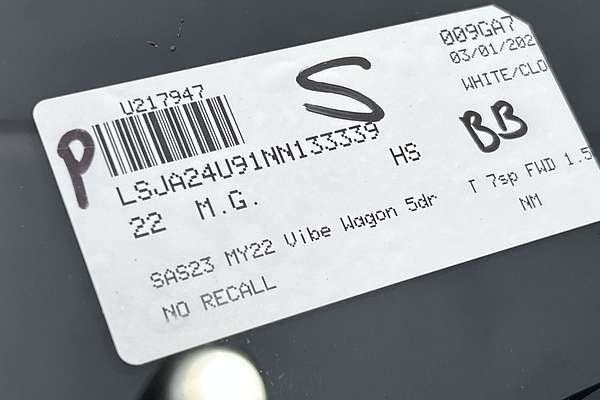 009GA7
U217947
S
03/01/202
WHITE/CLO
P
BB
LSJA24U91NN133339
HS
22 M.G.
T 7sp FWD 1.5
SAS23 MY22 Vibe Wagon 5dr
NM
NO RECALL